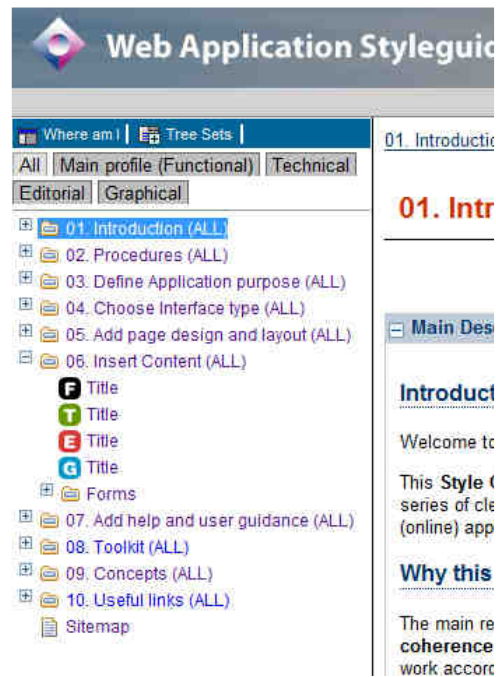 Web Application Styleguid
Where am I
Tree Sets
All
Main profile (Functional)
Technical
Editorial
Graphical
01. Introduction (ALL)
02. Procedures (ALL)
03. Define Application purpose (ALL)
04. Choose Interface type (ALL)
05. Add page design and layout (ALL)
06. Insert Content (ALL)
F Title
T Title
E Title
G Title
Forms
07. Add help and user guidance (ALL)
08. Toolkit (ALL)
09. Concepts (ALL)
10. Useful links (ALL)
Sitemap
01. Introductio
01. Intr
Main Des
Introduct
Welcome to
This Style G
series of cle
(online) app
Why this
The main re
coherence
work accord